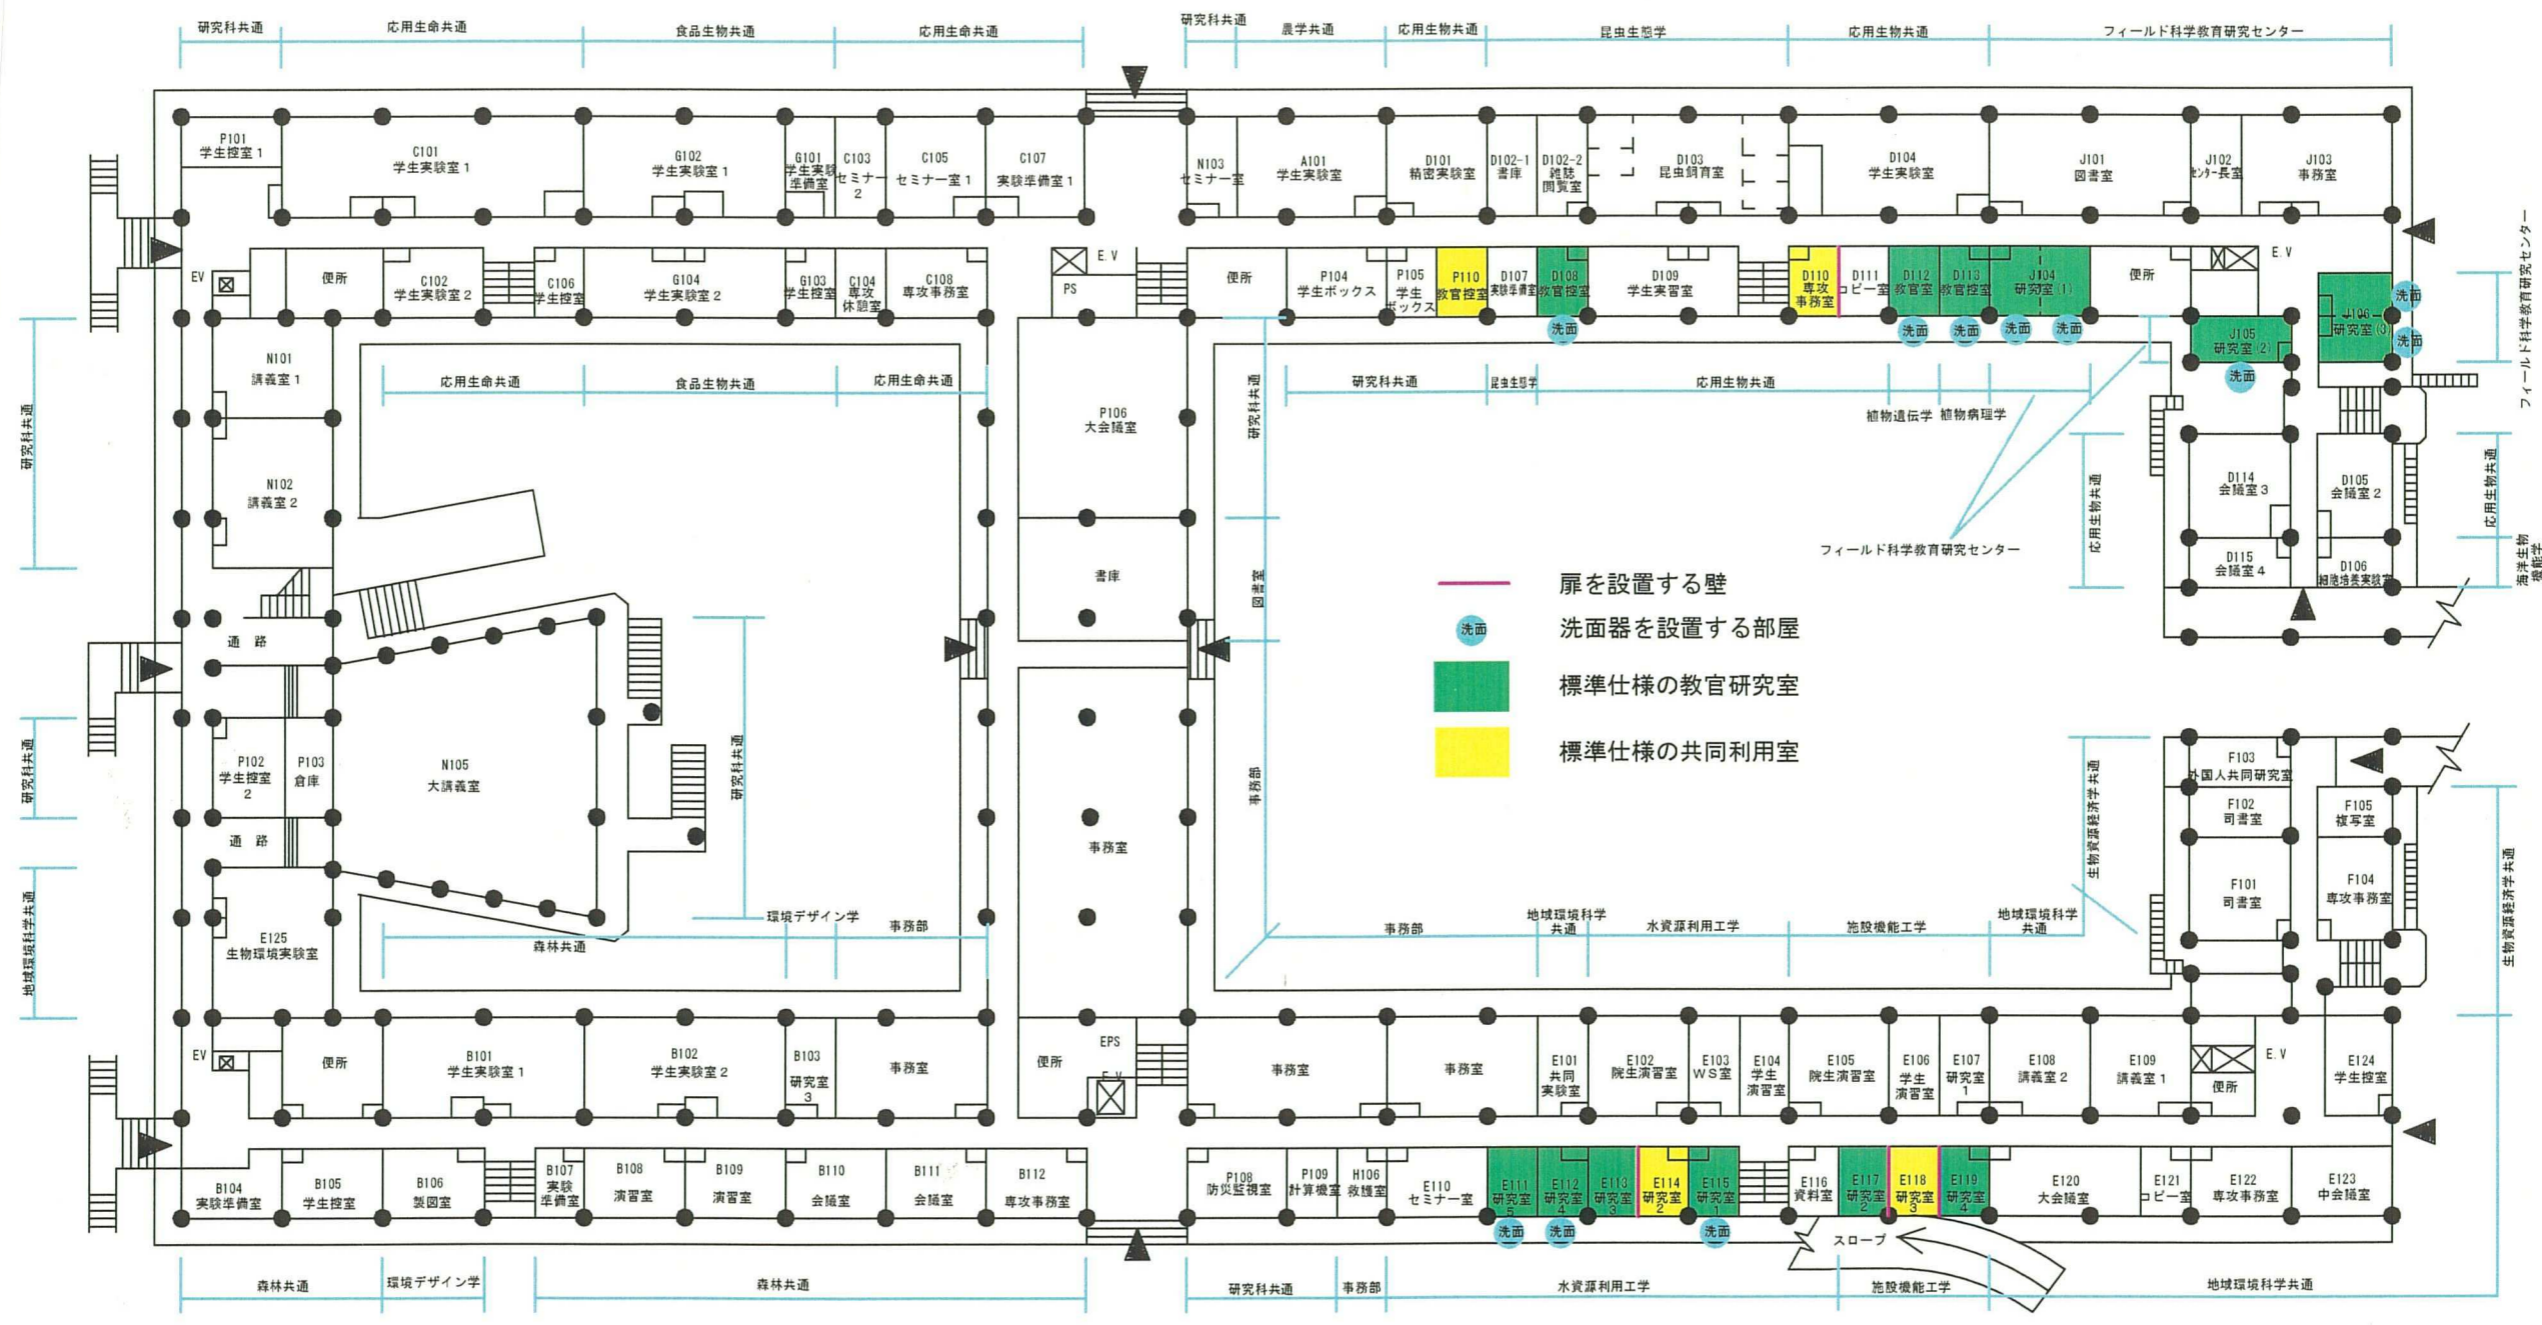 研究科共通
応用生命共通
食品生物共通
応用生命共通
研究科共通
農学共通
応用生物共通
昆虫生態学
応用生物共通
フィールド科学教育研究センター
P101
学生控室1
C101
学生実験室1
G102
学生実験室1
G101
学生実験
準備室
C103
セミナー
2
C105
セミナー室1
C107
実験準備室1
N103
セミナー室
A101
学生実験室
D101
精密実験室
D102-1
書庫
D102-2
雑誌
閲覧室
D103
昆虫飼育室
D104
学生実験室
J101
図書室
J102
センター長室
J103
事務室
EV
便所
C102
学生実験室2
C106
学生控室
G104
学生実験室2
G103
学生控室
C104
専攻
休憩室
C108
専攻事務室
E.V
PS
便所
P104
学生ボックス
P105
学生
ボックス
P110
教官控室
D107
実験準備室
D108
教官控室
D109
学生実習室
D110
専攻
事務室
D111
コピー室
D112
教官室
D113
教官控室
J104
研究室(1)
便所
E.V
J105
研究室(2)
J106
研究室(3)
洗面
洗面
洗面
洗面
洗面
洗面
洗面
洗面
フィールド科学教育研究センター
N101
講義室1
N102
講義室2
研究科共通
応用生命共通
食品生物共通
応用生命共通
P106
大会議室
書庫
研究科共通
図書室
事務部
研究科共通
昆虫生態学
応用生物共通
植物遺伝学
植物病理学
フィールド科学教育研究センター
応用生物共通
D114
会議室3
D105
会議室2
D115
会議室4
D106
細胞培養実験室
応用生物共通
海洋生物
機能学
扉を設置する壁
洗面
洗面器を設置する部屋
標準仕様の教官研究室
標準仕様の共同利用室
通路
P102
学生控室
2
P103
倉庫
N105
大講義室
研究科共通
研究科共通
通路
事務室
F103
外国人共同研究室
F102
司書室
F105
複写室
F101
司書室
F104
専攻事務室
生物資源経済学共通
生物資源経済学共通
地域環境科学共通
E125
生物環境実験室
森林共通
環境デザイン学
事務部
事務部
地域環境科学
共通
水資源利用工学
施設機能工学
地域環境科学
共通
EV
便所
B101
学生実験室1
B102
学生実験室2
B103
研究室
3
事務室
便所
EPS
E.V
事務室
事務室
E101
共同
実験室
E102
院生演習室
E103
WS室
E104
学生
演習室
E105
院生演習室
E106
学生
演習室
E107
研究室
1
E108
講義室2
E109
講義室1
便所
E.V
E124
学生控室
B104
実験準備室
B105
学生控室
B106
製図室
B107
実験
準備室
B108
演習室
B109
演習室
B110
会議室
B111
会議室
B112
専攻事務室
P108
防災監視室
P109
計算機室
H106
救護室
E110
セミナー室
E111
研究室
5
E112
研究室
4
E113
研究室
3
E114
研究室
2
E115
研究室
1
E116
資料室
E117
研究室
2
E118
研究室
3
E119
研究室
4
E120
大会議室
E121
コピー室
E122
専攻事務室
E123
中会議室
洗面
洗面
洗面
スロープ
森林共通
環境デザイン学
森林共通
研究科共通
事務部
水資源利用工学
施設機能工学
地域環境科学共通